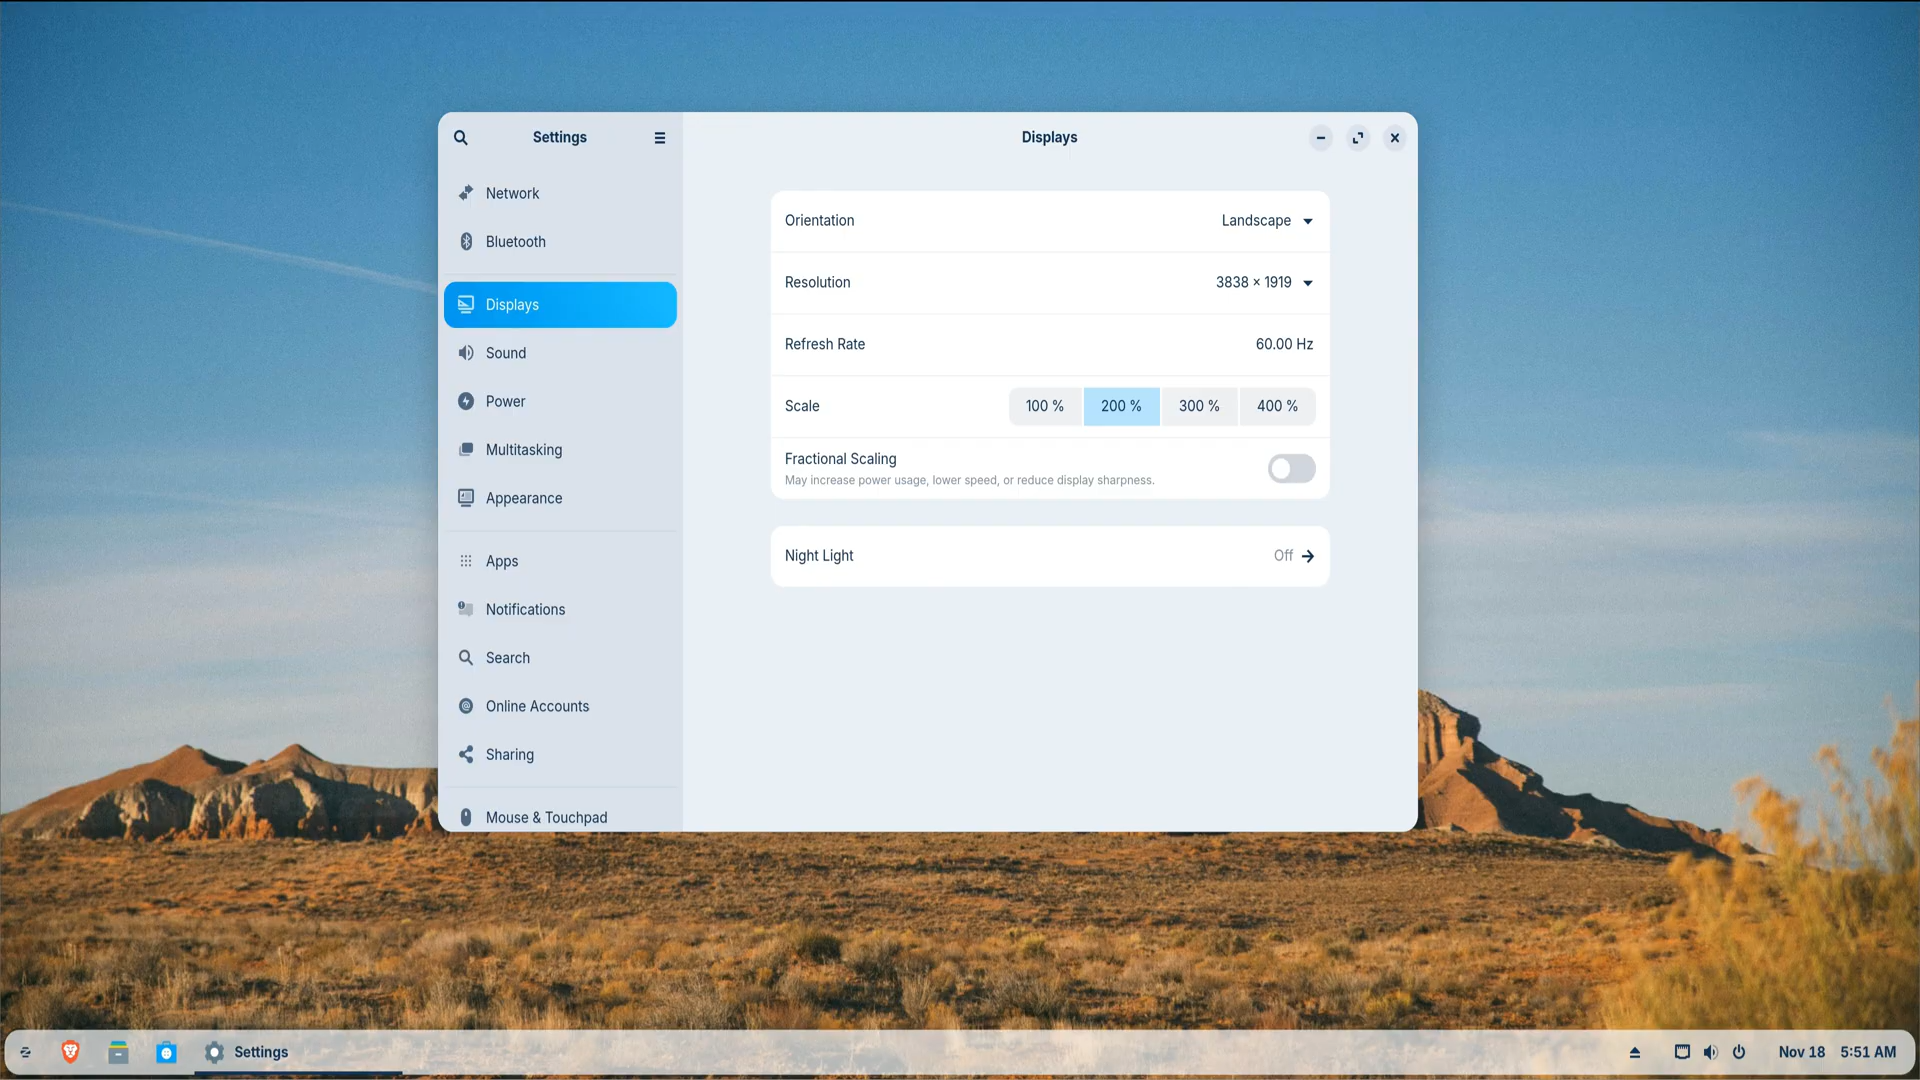 Settings
Displays
Network
Bluetooth
Displays
Sound
Power
Multitasking
Appearance
Apps
Notifications
Search
Online Accounts
Sharing
Mouse & Touchpad
Orientation
Landscape
Resolution
3838 × 1919
Refresh Rate
60.00 Hz
Scale
100 %
200 %
300 %
400 %
Fractional Scaling
May increase power usage, lower speed, or reduce display sharpness.
Night Light
Off
Settings
Nov 18
5:51 AM